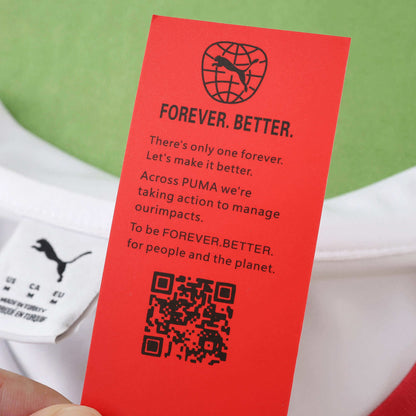 FOREVER. BETTER.
There's only one forever.
Let's make it better.
Across PUMA we're
taking action to manage
ourimpacts.
To be FOREVER.BETTER.
for people and the planet.
US CA EU
M M M
MADE IN TURKEY